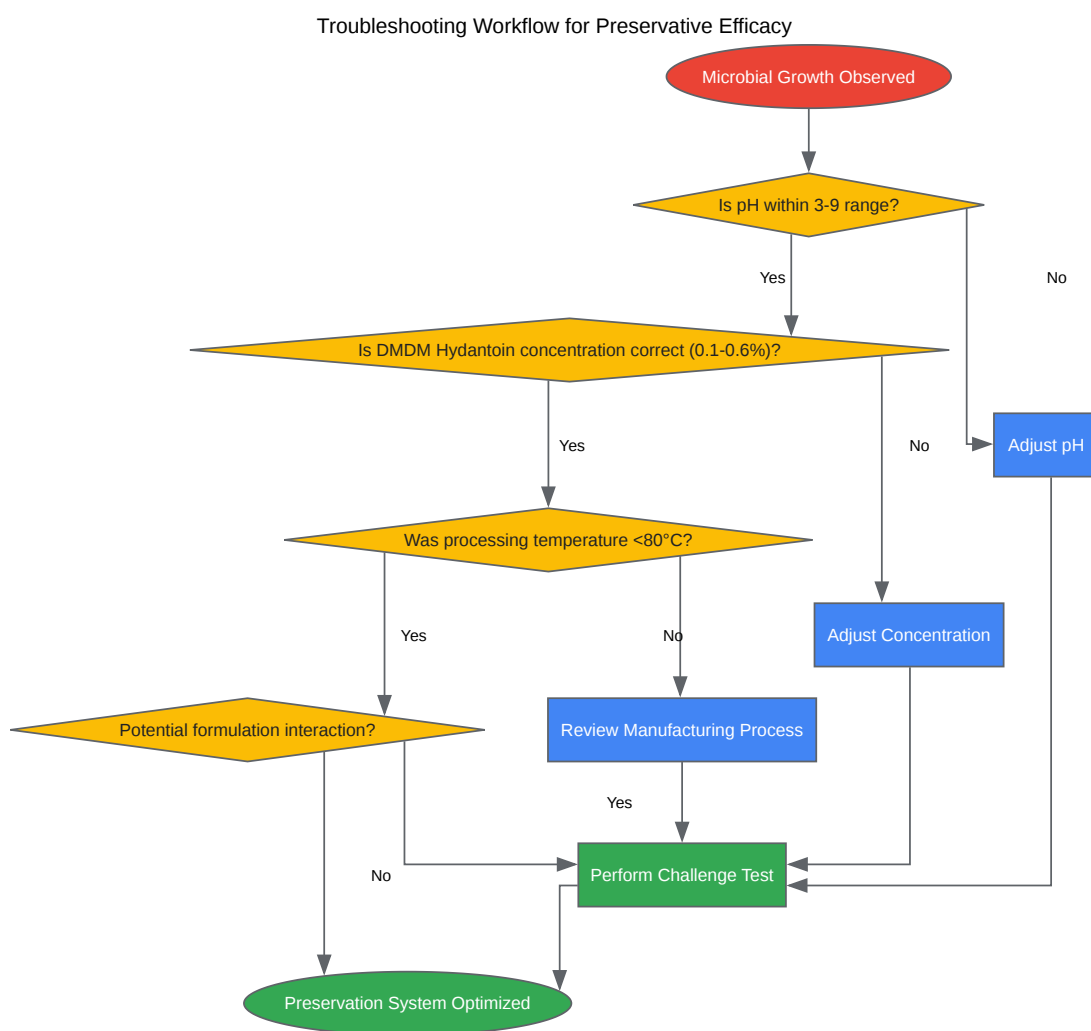 Troubleshooting Workflow for Preservative Efficacy
Microbial Growth Observed
Is pH within 3-9 range?
Yes
No
Is DMDM Hydantoin concentration correct (0.1-0.6%)?
Yes
No
Adjust pH
Was processing temperature <80°C?
Yes
No
Adjust Concentration
Potential formulation interaction?
Review Manufacturing Process
Yes
No
Perform Challenge Test
Preservation System Optimized